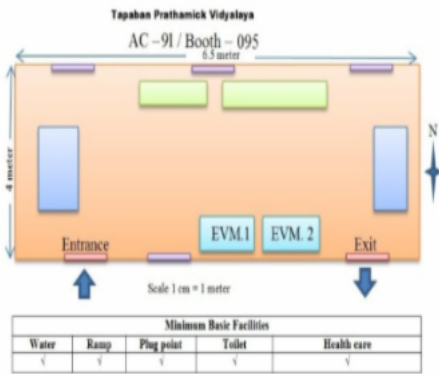 Tapaban Prathamick Vidyalaya
AC – 9I / Booth – 095
6.5 meter
4 meter
N
EVM.1 EVM. 2
Entrance Exit
Scale 1 cm = 1 meter
Minimum Basic Facilities
Water Ramp Plug point Toilet Health care
√ √ √ √ √